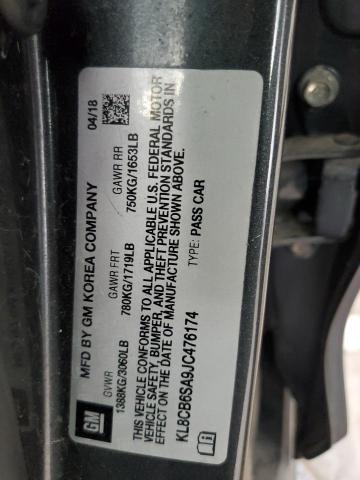 MFD BY GM KOREA COMPANY 04/18
GVWR GAWR FRT GAWR RR
1388KG/3060LB 780KG/1719LB 750KG/1653LB
THIS VEHICLE CONFORMS TO ALL APPLICABLE U.S. FEDERAL MOTOR
VEHICLE SAFETY, BUMPER, AND THEFT PREVENTION STANDARDS IN
EFFECT ON THE DATE OF MANUFACTURE SHOWN ABOVE.
KL8CB6SA9JC476174 TYPE: PASS CAR
GM